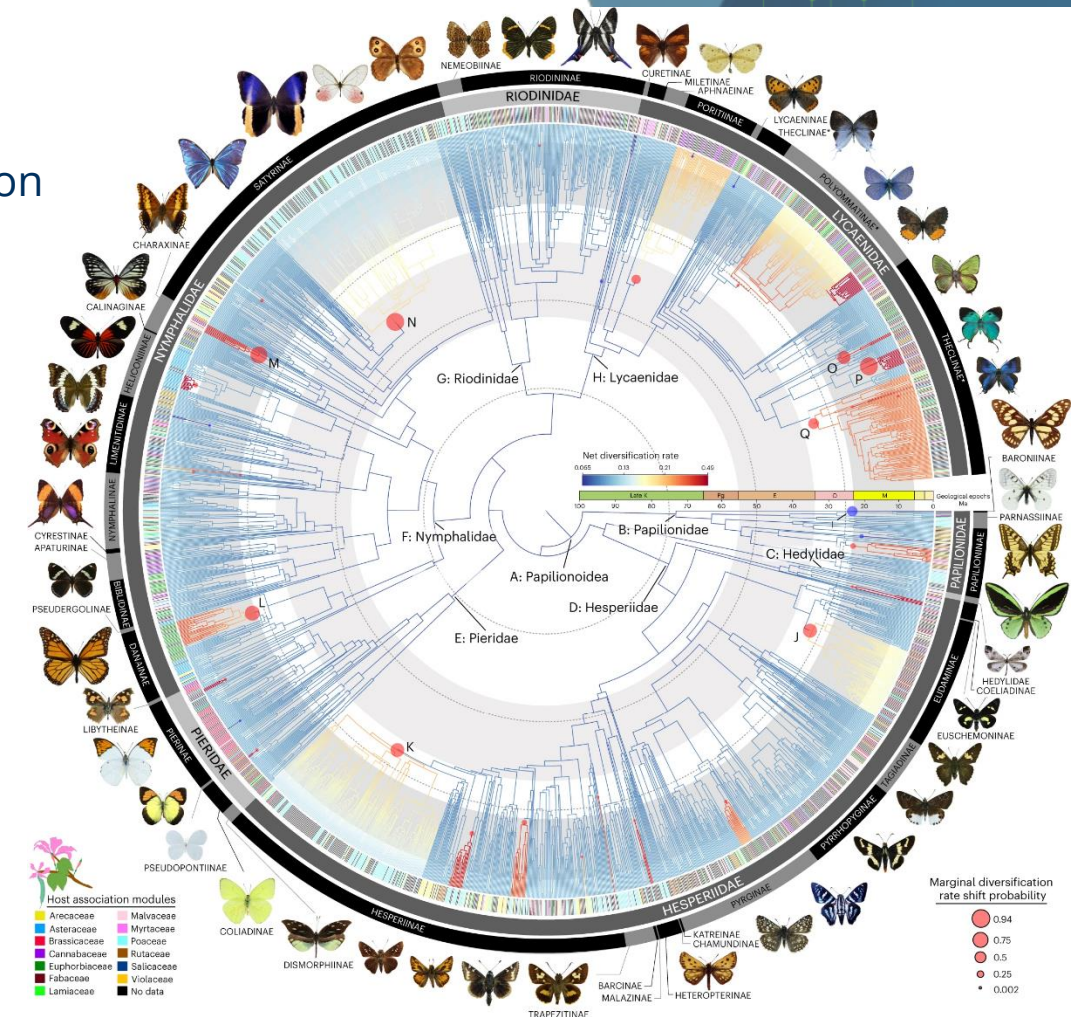 on
NEMEOBIINAE
RIODININAE
RIODINIDAE
CURETINAE
MILETINAE
APHNAEINAE
PORITIINAE
LYCAENINAE
THECLINAE*
POLYOMMATINAE*
LYCAENIDAE
THECLINAE*
SATYRINAE
CHARAXINAE
CALINAGINAE
NYMPHALIDAE
HELICONIINAE
LIMENITIDINAE
NYMPHALINAE
CYRESTINAE
APATURINAE
BIBLIDINAE
PSEUDERGOLINAE
DANAINAE
LIBYTHEINAE
PIERINAE
PIERIDAE
PSEUDOPONTIINAE
COLIADINAE
DISMORPHIINAE
HESPERIINAE
TRAPEZITINAE
BARCINAE
MALAZINAE
HETEROPTERINAE
KATREINAE
CHAMUNDINAE
HESPERIIDAE
PYRGINAE
PYRRHOPYGINAE
TAGIADINAE
EUSCHEMONINAE
EUDAMINAE
HEDYLIDAE
COELIADINAE
PAPILIONIDAE
PAPILIONINAE
PARNASSIINAE
BARONIINAE
N
M
G: Riodinidae
H: Lycaenidae
O
P
Q
Net diversification rate
0.065 0.13 0.21 0.49
Late K Pg E O M
Geological epochs
Ma
100 90 80 70 60 50 40 30 20 10
I
B: Papilionidae
C: Hedylidae
F: Nymphalidae
A: Papilionoidea
D: Hesperiidae
E: Pieridae
L
J
K
Host association modules
Arecaceae
Asteraceae
Brassicaceae
Cannabaceae
Euphorbiaceae
Fabaceae
Lamiaceae
Malvaceae
Myrtaceae
Poaceae
Rutaceae
Salicaceae
Violaceae
No data
Marginal diversification
rate shift probability
0.94
0.75
0.5
0.25
0.002